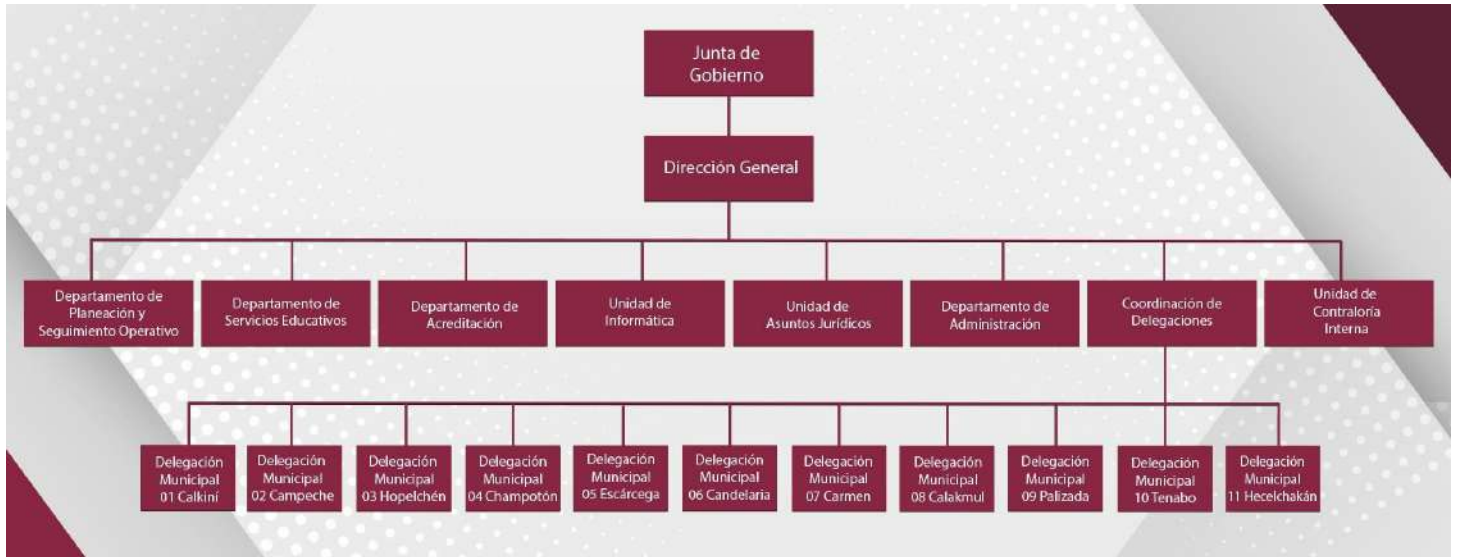 Junta de
Gobierno
Dirección General
Departamento de
Planeación y
Seguimiento Operativo
Departamento de
Servicios Educativos
Departamento de
Acreditación
Unidad de
Informática
Unidad de
Asuntos Jurídicos
Departamento de
Administración
Coordinación de
Delegaciones
Unidad de
Contraloría
Interna
Delegación
Municipal
01 Calkiní
Delegación
Municipal
02 Campeche
Delegación
Municipal
03 Hopelchén
Delegación
Municipal
04 Champotón
Delegación
Municipal
05 Escárcega
Delegación
Municipal
06 Candelaria
Delegación
Municipal
07 Carmen
Delegación
Municipal
08 Calakmul
Delegación
Municipal
09 Palizada
Delegación
Municipal
10 Tenabo
Delegación
Municipal
11 Hecelchakán